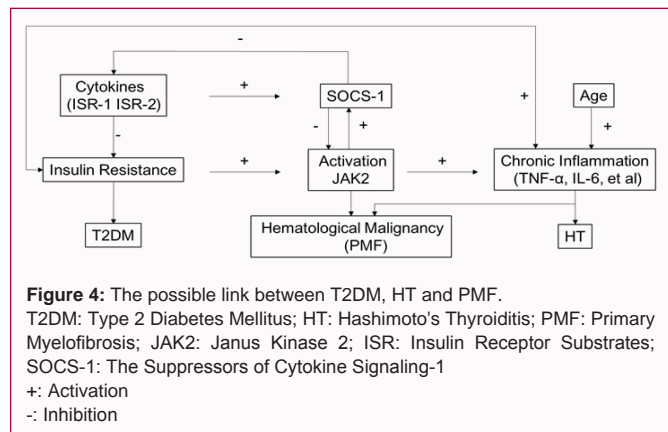 -
Cytokines
(ISR-1 ISR-2)
+
SOCS-1
Age
-
-
+
+
+
Insulin Resistance
+
Activation
JAK2
+
Chronic Inflammation
(TNF-α, IL-6, et al)
T2DM
Hematological Malignancy
(PMF)
HT
Figure 4: The possible link between T2DM, HT and PMF.
T2DM: Type 2 Diabetes Mellitus; HT: Hashimoto's Thyroiditis; PMF: Primary
Myelofibrosis; JAK2: Janus Kinase 2; ISR: Insulin Receptor Substrates;
SOCS-1: The Suppressors of Cytokine Signaling-1
+: Activation
-: Inhibition